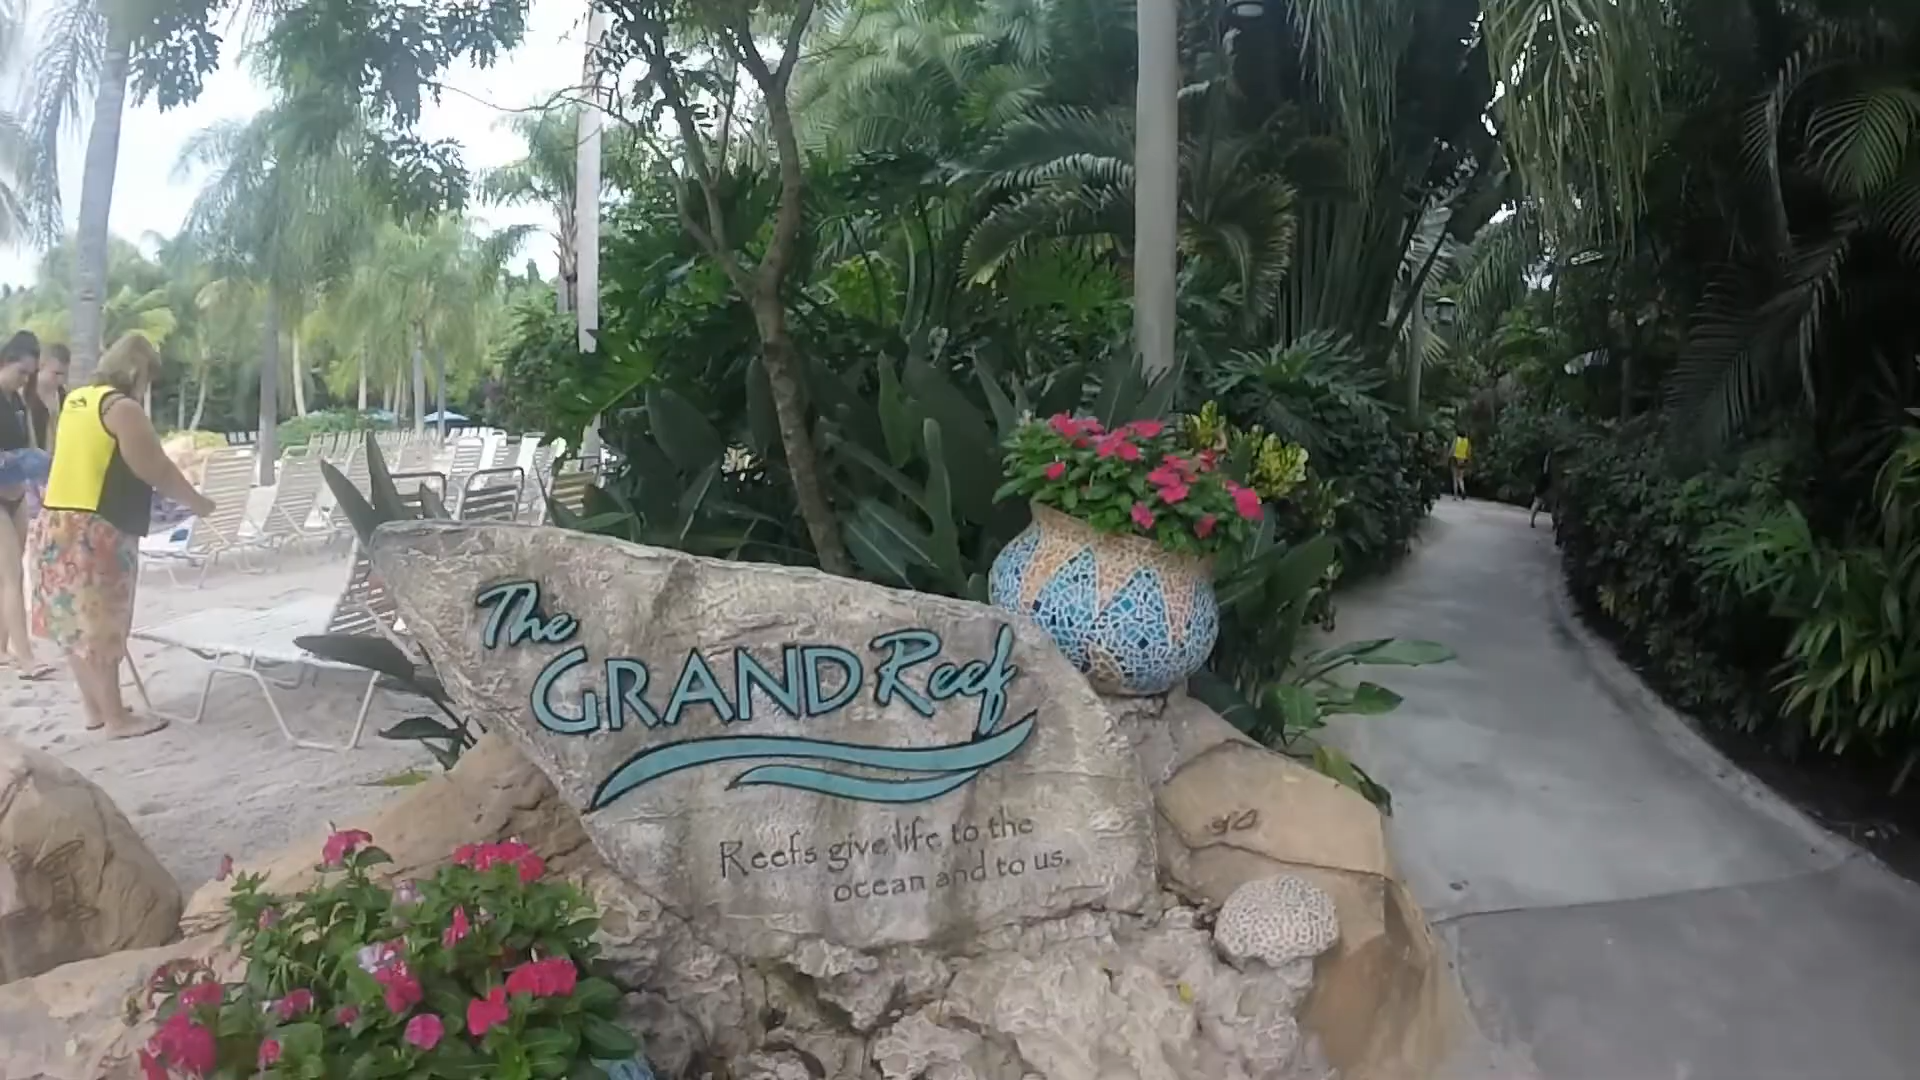 The
GRAND Reef
Reefs give life to the
ocean and to us.